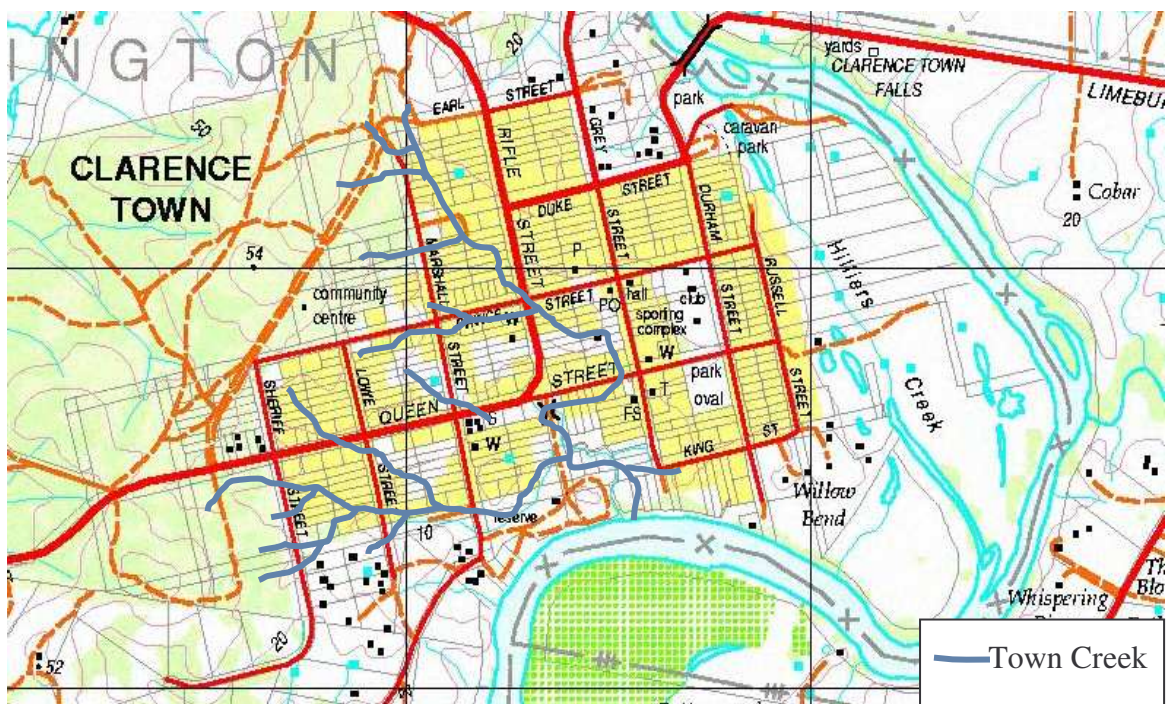 INGTON
CLARENCE
TOWN
50
54
20
EARL
STREET
RIFLE
STREET
GREY
STREET
park
caravan
park
yards
CLARENCE TOWN
FALLS
LIMEBU
Cobar
20
DUKE
STREET
DURHAM
STREET
RUSSELL
STREET
Hilliers
Creek
MARSHALL
STREET
P
community
centre
STREET
PO
hall
club
sporting
complex
W
W
park
oval
T
FS
SHERIFF
STREET
LOWE
STREET
QUEEN
STREET
S
W
KING
ST
Willow
Bend
reserve
10
20
52
Whispering
Th
Blo
Town Creek